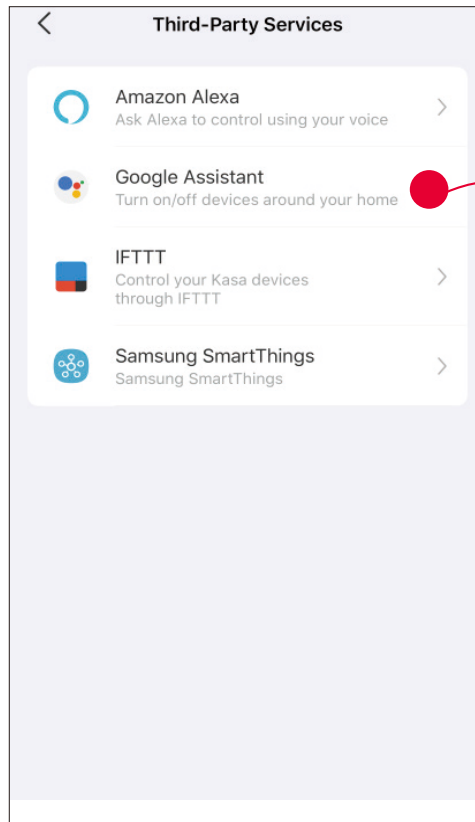 Third-Party Services
Amazon Alexa
Ask Alexa to control using your voice
Google Assistant
Turn on/off devices around your home
IFTTT
Control your Kasa devices
through IFTTT
Samsung SmartThings
Samsung SmartThings